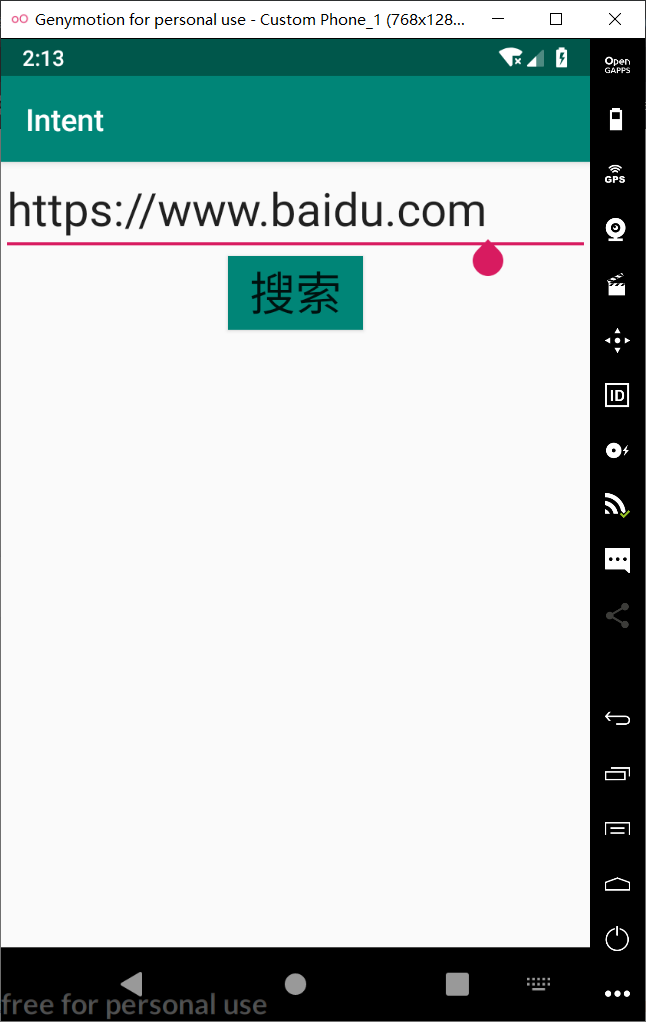 Genymotion for personal use - Custom Phone_1 (768x128...
Open
GAPPS
2:13
Intent
GPS
https://www.baidu.com
搜索
ID
free for personal use